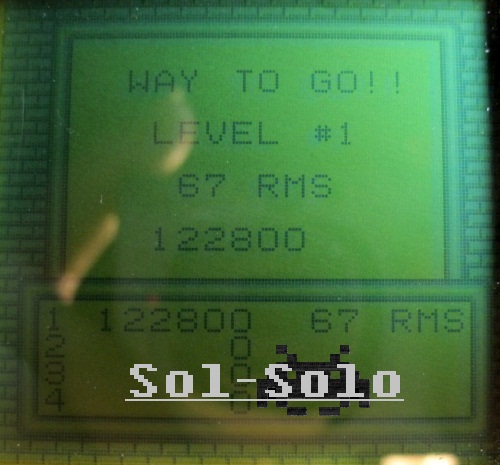 WAY TO GO!!
LEVEL #1
67 RMS
122800
1 122800 67 RMS
2 0
3 0
4 0
Sol-Solo